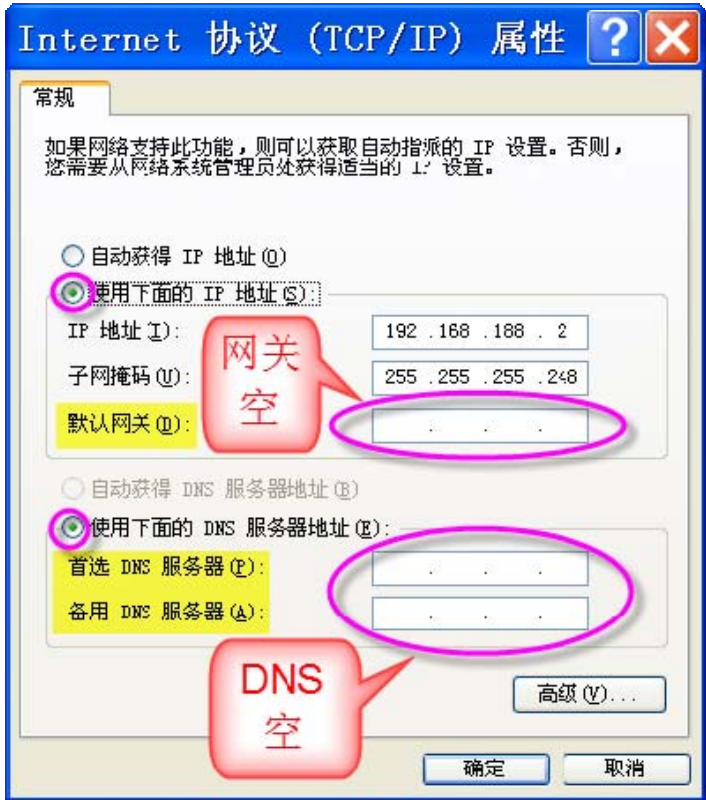 Internet 协议 (TCP/IP) 属性
常规
如果网络支持此功能，则可以获取自动指派的 IP 设置。否则，
您需要从网络系统管理员处获得适当的 IP 设置。
自动获得 IP 地址(O)
使用下面的 IP 地址(S):
IP 地址(I): 192 .168 .188 . 2
子网掩码(U): 255 .255 .255 .248
默认网关(D): . . .
网关
空
自动获得 DNS 服务器地址(B)
使用下面的 DNS 服务器地址(E):
首选 DNS 服务器(P): . . .
备用 DNS 服务器(A): . . .
DNS
空
高级(V)...
确定 取消